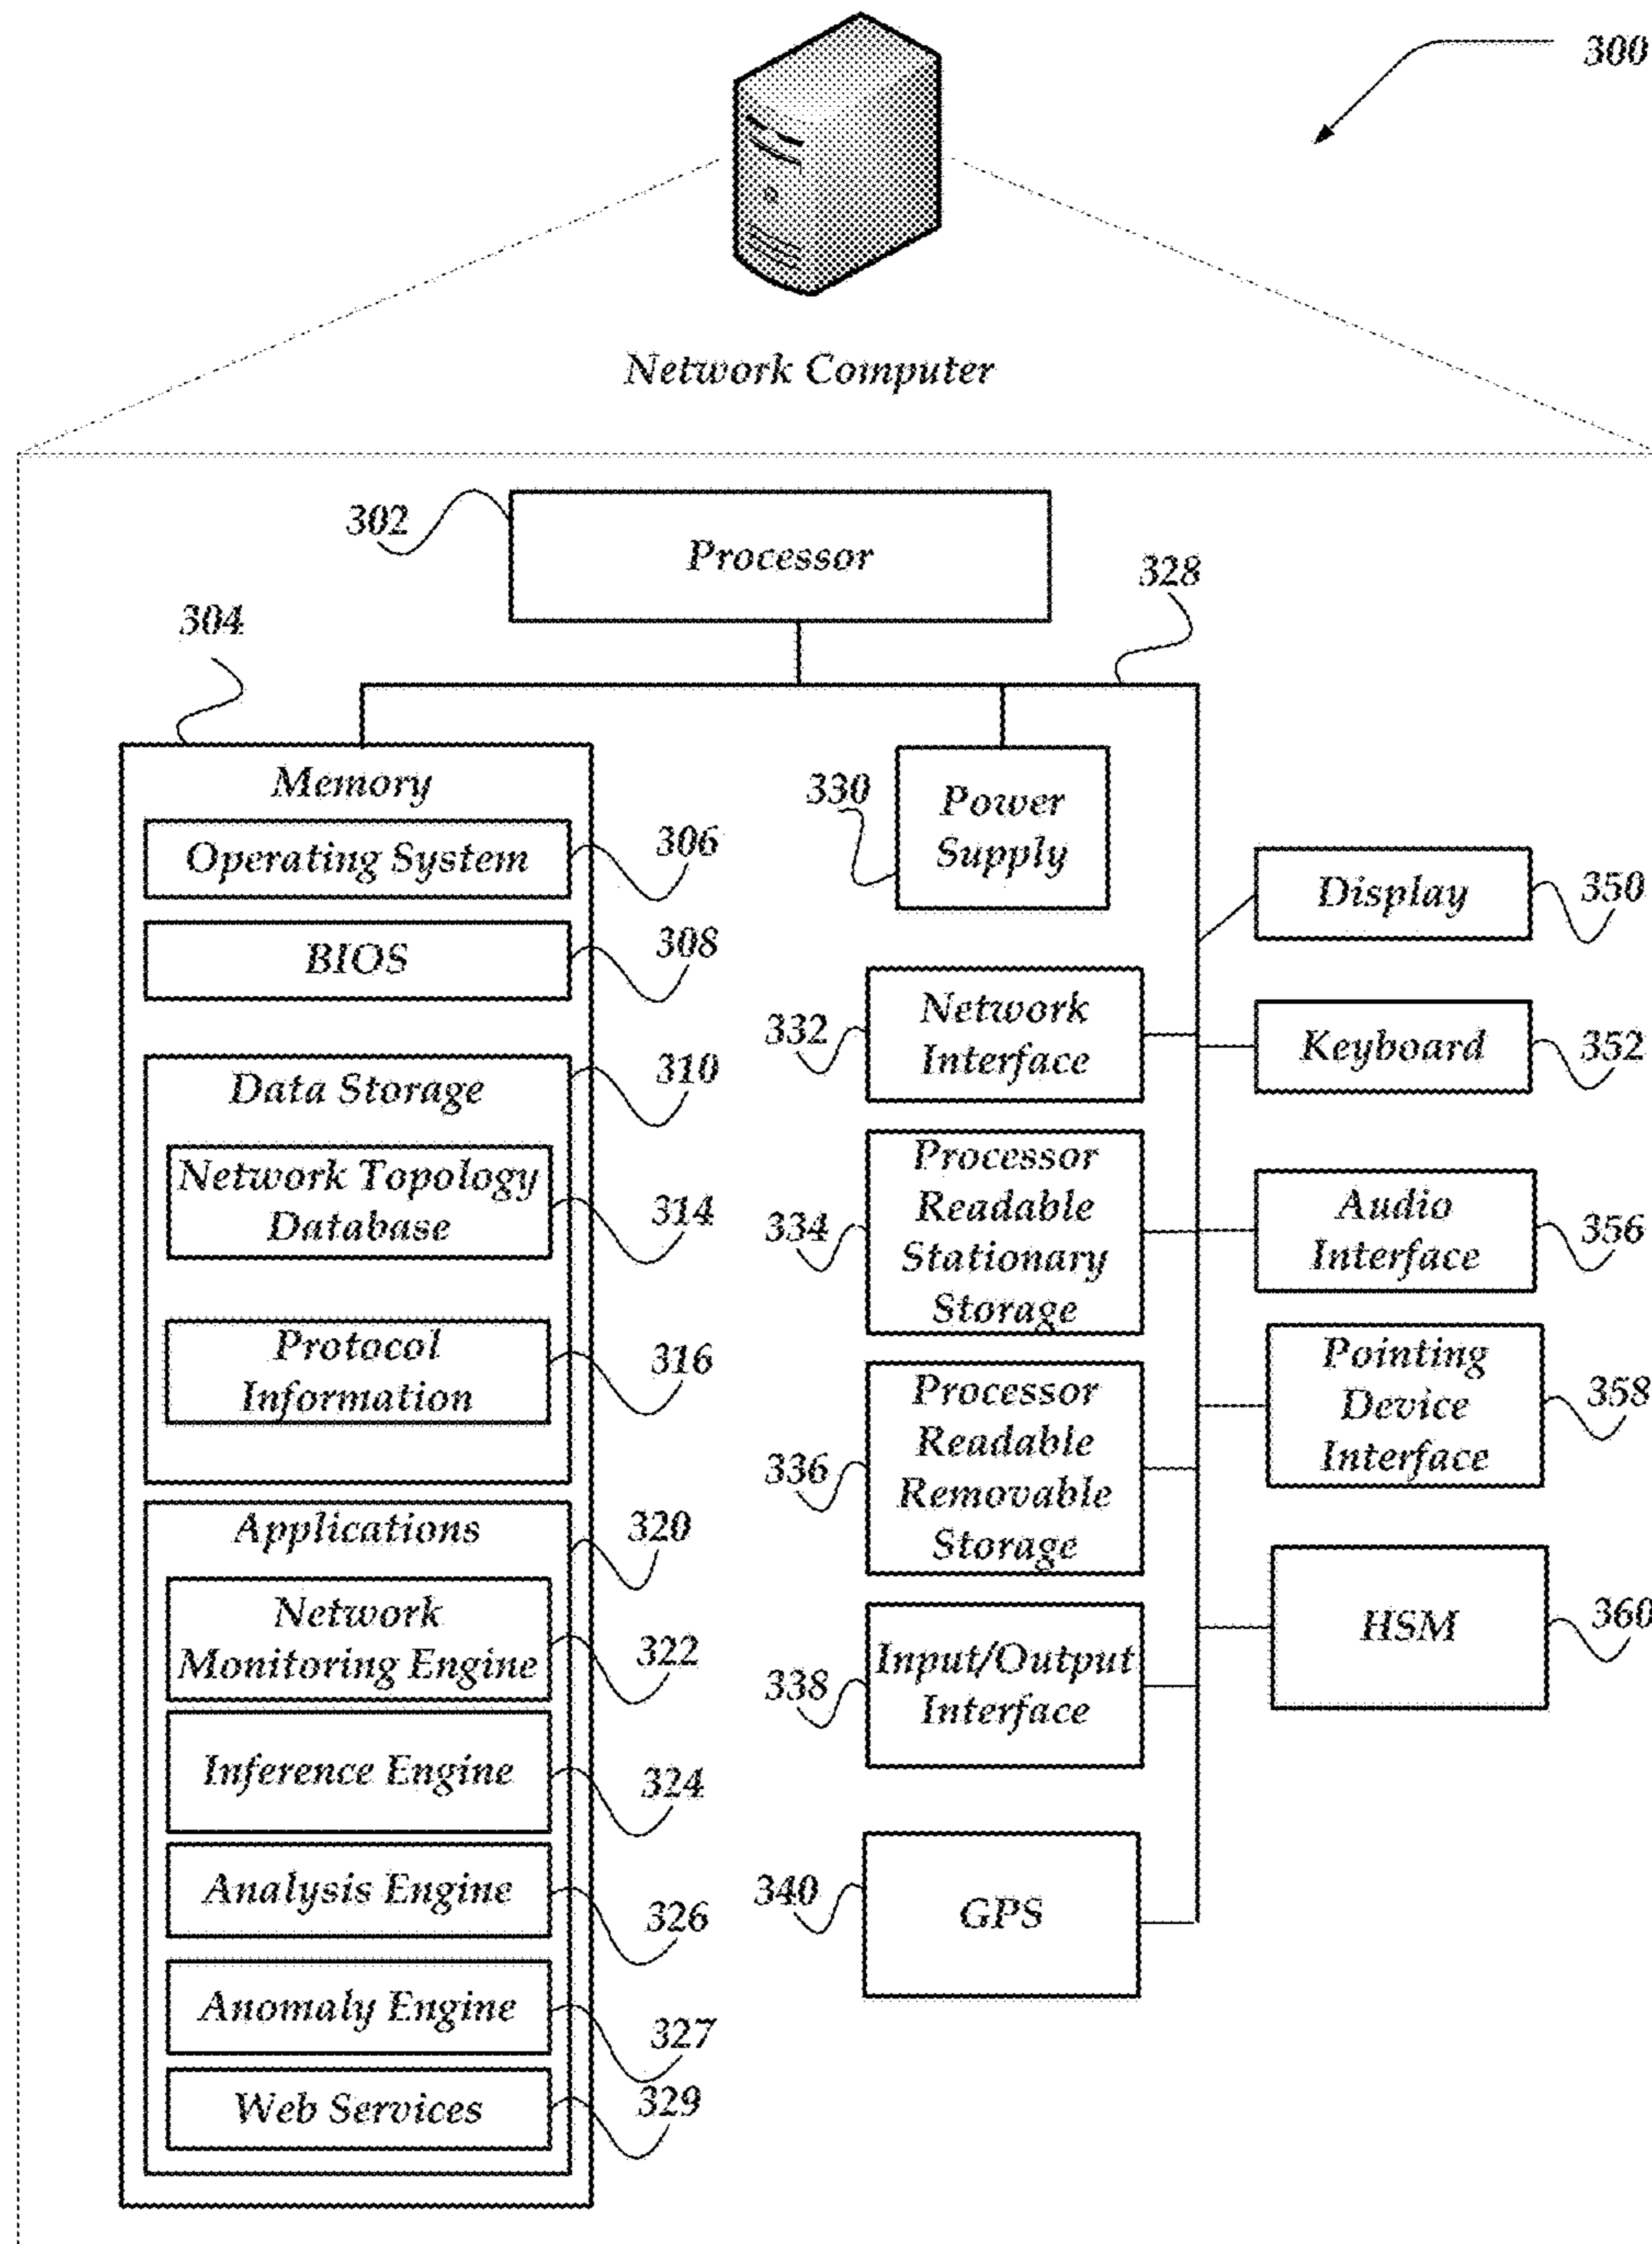 300
Network Computer
302
Processor
328
304
Memory
Operating System
306
BIOS
308
Data Storage
310
Network Topology
Database
314
Protocol
Information
316
Applications
320
Network
Monitoring Engine
322
Inference Engine
324
Analysis Engine
326
Anomaly Engine
327
Web Services
329
330
Power
Supply
332
Network
Interface
334
Processor
Readable
Stationary
Storage
336
Processor
Readable
Removable
Storage
338
Input/Output
Interface
340
GPS
Display
350
Keyboard
352
Audio
Interface
356
Pointing
Device
Interface
358
HSM
360